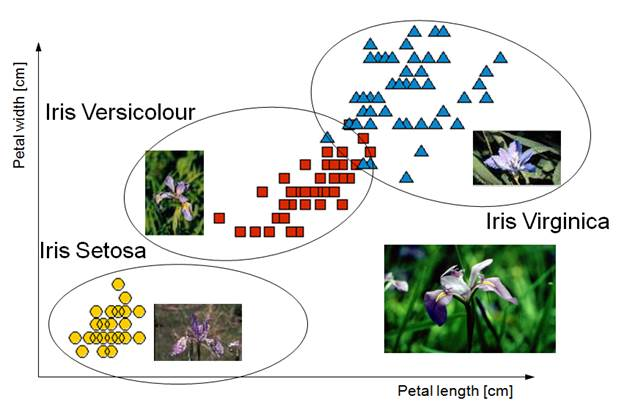 Petal width [cm]
Iris Versicolour
Iris Virginica
Iris Setosa
Petal length [cm]